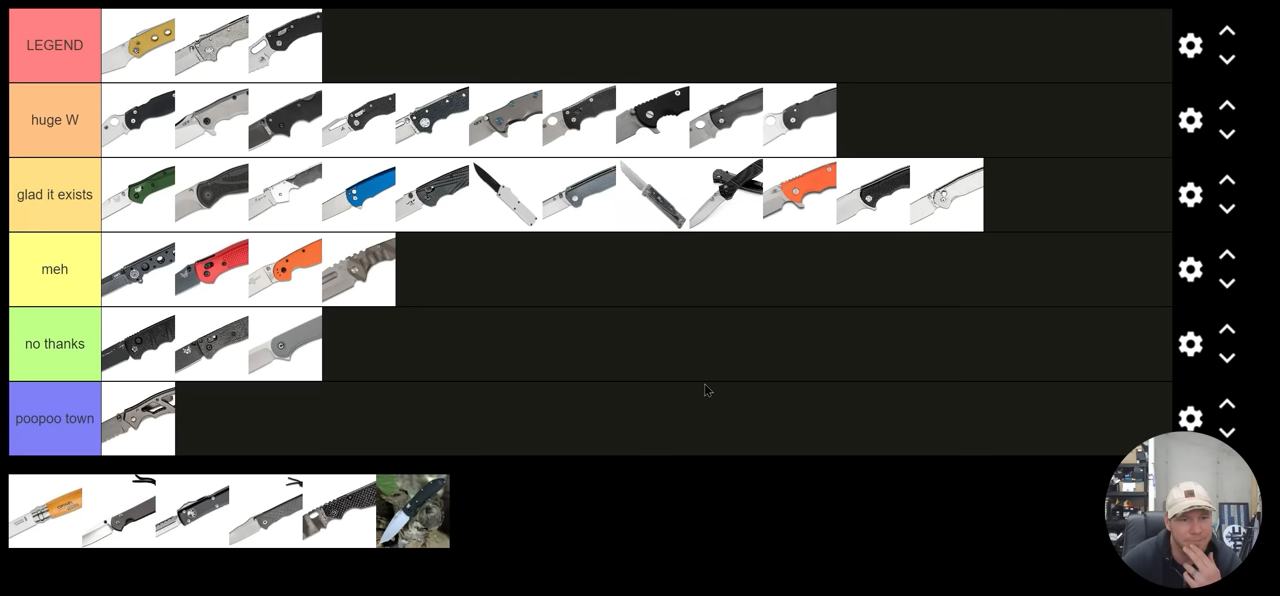 LEGEND
huge W
glad it exists
meh
no thanks
poopoo town